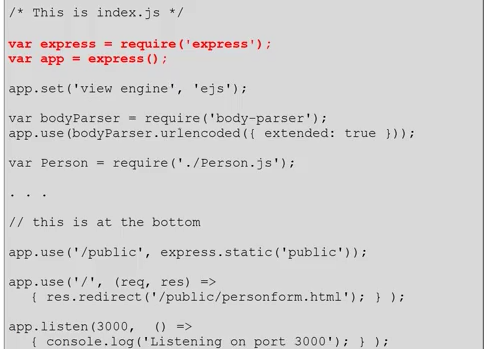 /* This is index.js */
var express = require('express');
var app = express();
app.set('view engine', 'ejs');
var bodyParser = require('body-parser');
app.use(bodyParser.urlencoded({ extended: true }));
var Person = require('./Person.js');
. . .
// this is at the bottom
app.use('/public', express.static('public'));
app.use('/', (req, res) =>
{ res.redirect('/public/personform.html'); } );
app.listen(3000,  () =>
{ console.log('Listening on port 3000'); } );